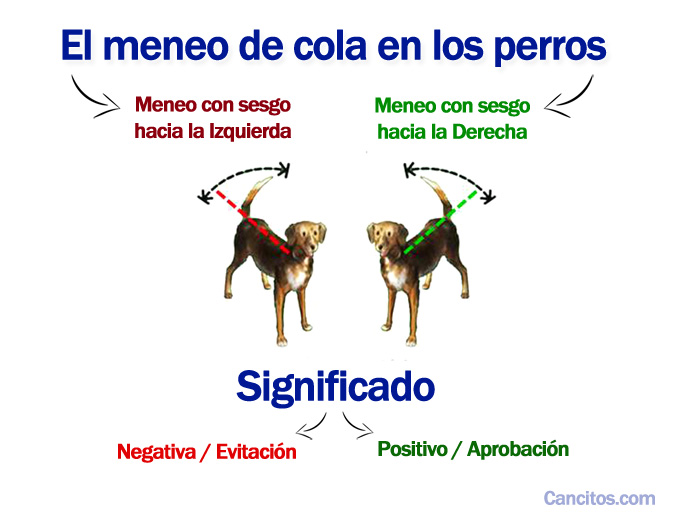 El meneo de cola en los perros
Meneo con sesgo
hacia la Izquierda
Meneo con sesgo
hacia la Derecha
Significado
Negativa / Evitación
Positivo / Aprobación
Cancitos.com